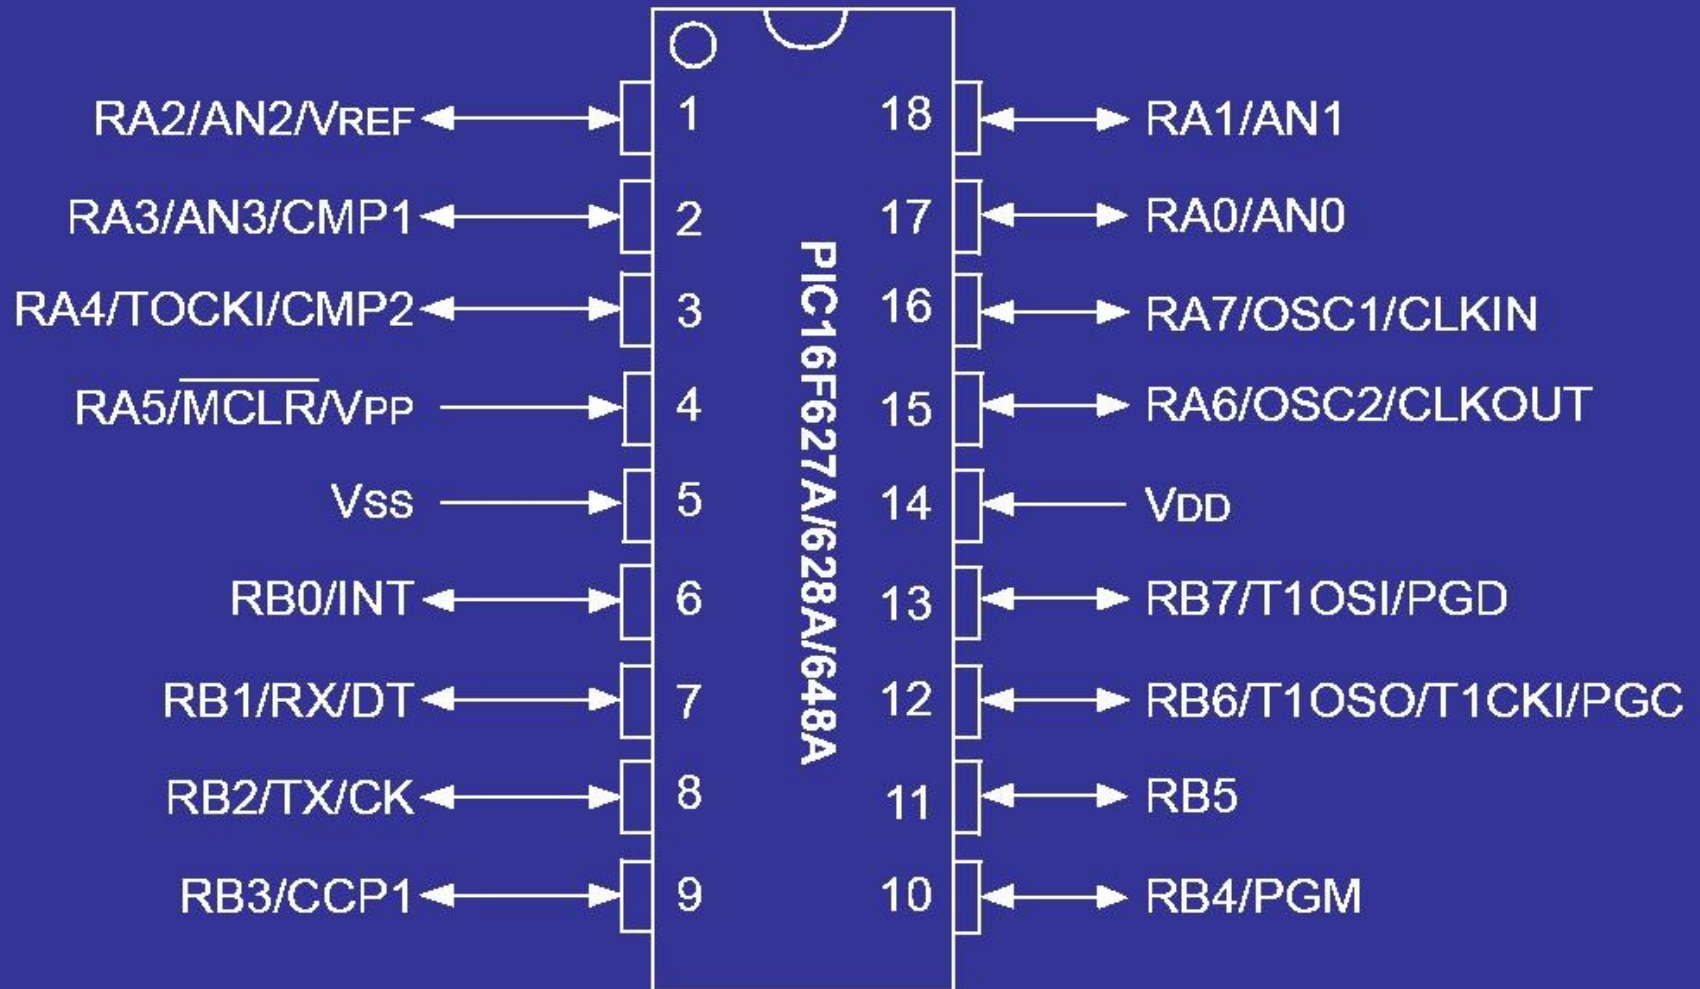 RA2/AN2/VREF 1 18 RA1/AN1
RA3/AN3/CMP1 2 17 RA0/AN0
RA4/TOCKI/CMP2 3 16 RA7/OSC1/CLKIN
RA5/MCLR/VPP 4 15 RA6/OSC2/CLKOUT
VSS 5 14 VDD
RB0/INT 6 13 RB7/T1OSI/PGD
RB1/RX/DT 7 12 RB6/T1OSO/T1CKI/PGC
RB2/TX/CK 8 11 RB5
RB3/CCP1 9 10 RB4/PGM
PIC16F627A/628A/648A